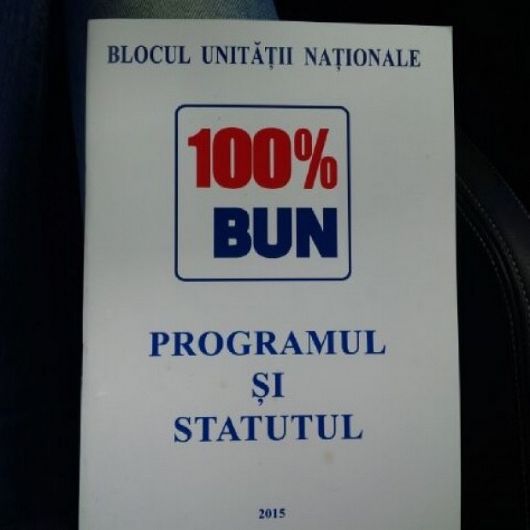 BLOCUL UNITĂȚII NAȚIONALE
100%
BUN
PROGRAMUL
ȘI
STATUTUL
2015